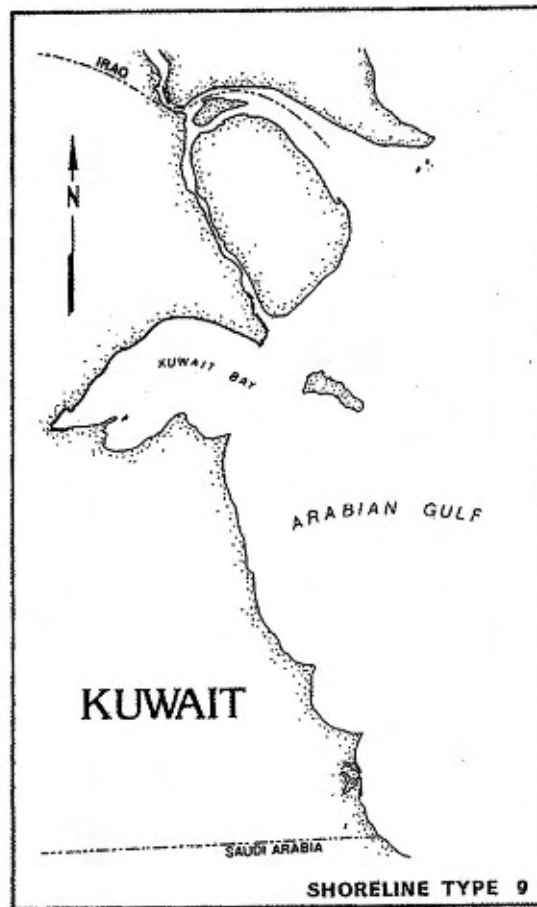 IRAQ
N
KUWAIT BAY
ARABIAN GULF
KUWAIT
SAUDI ARABIA
SHORELINE TYPE 9